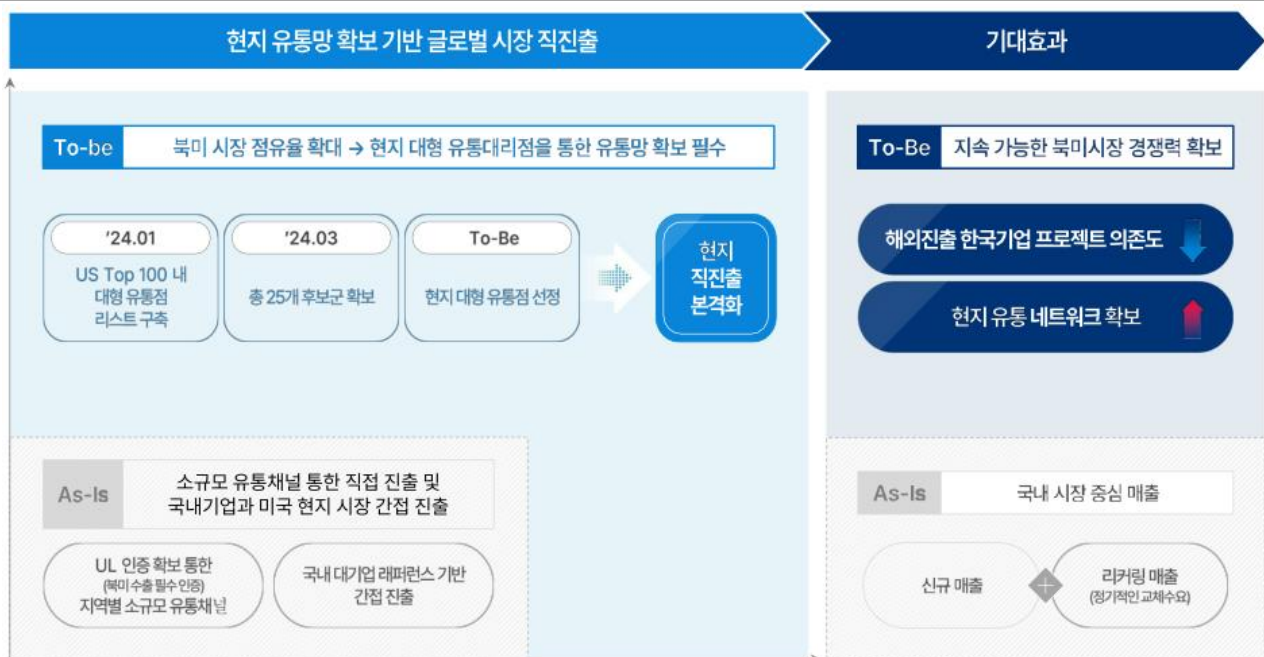 현지 유통망 확보 기반 글로벌 시장 직진출
기대효과
To-be
북미 시장 점유율 확대 → 현지 대형 유통대리점을 통한 유통망 확보 필수
'24.01
US Top 100 내
대형 유통점
리스트 구축
'24.03
총 25개 후보군 확보
To-Be
현지 대형 유통점 선정
현지
직진출
본격화
To-Be
지속 가능한 북미시장 경쟁력 확보
해외진출 한국기업 프로젝트 의존도
현지 유통 네트워크 확보
As-Is
소규모 유통채널 통한 직접 진출 및
국내기업과 미국 현지 시장 간접 진출
UL 인증 확보 통한
(북미 수출 필수 인증)
지역별 소규모 유통채널
국내 대기업 래퍼런스 기반
간접 진출
As-Is
국내 시장 중심 매출
신규 매출
리커링 매출
(정기적인 교체수요)